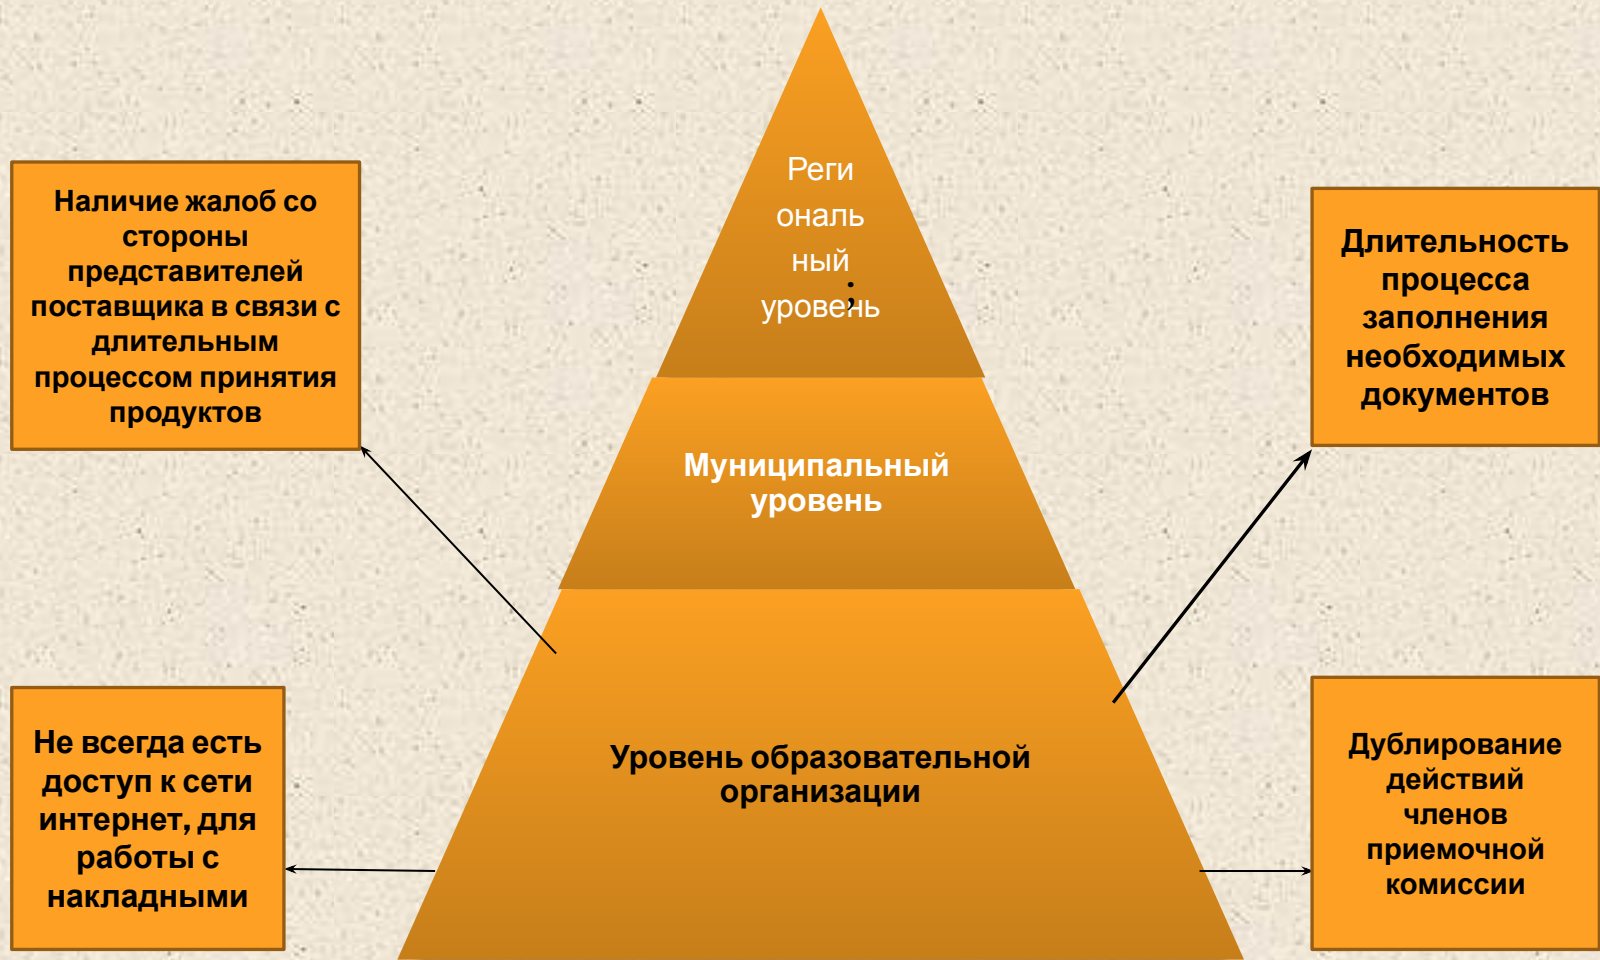 Реги
ональ
ный
уровень
;
Наличие жалоб со
стороны
представителей
поставщика в связи с
длительным
процессом принятия
продуктов
Длительность
процесса
заполнения
необходимых
документов
Муниципальный
уровень
Не всегда есть
доступ к сети
интернет, для
работы с
накладными
Уровень образовательной
организации
Дублирование
действий
членов
приемочной
комиссии